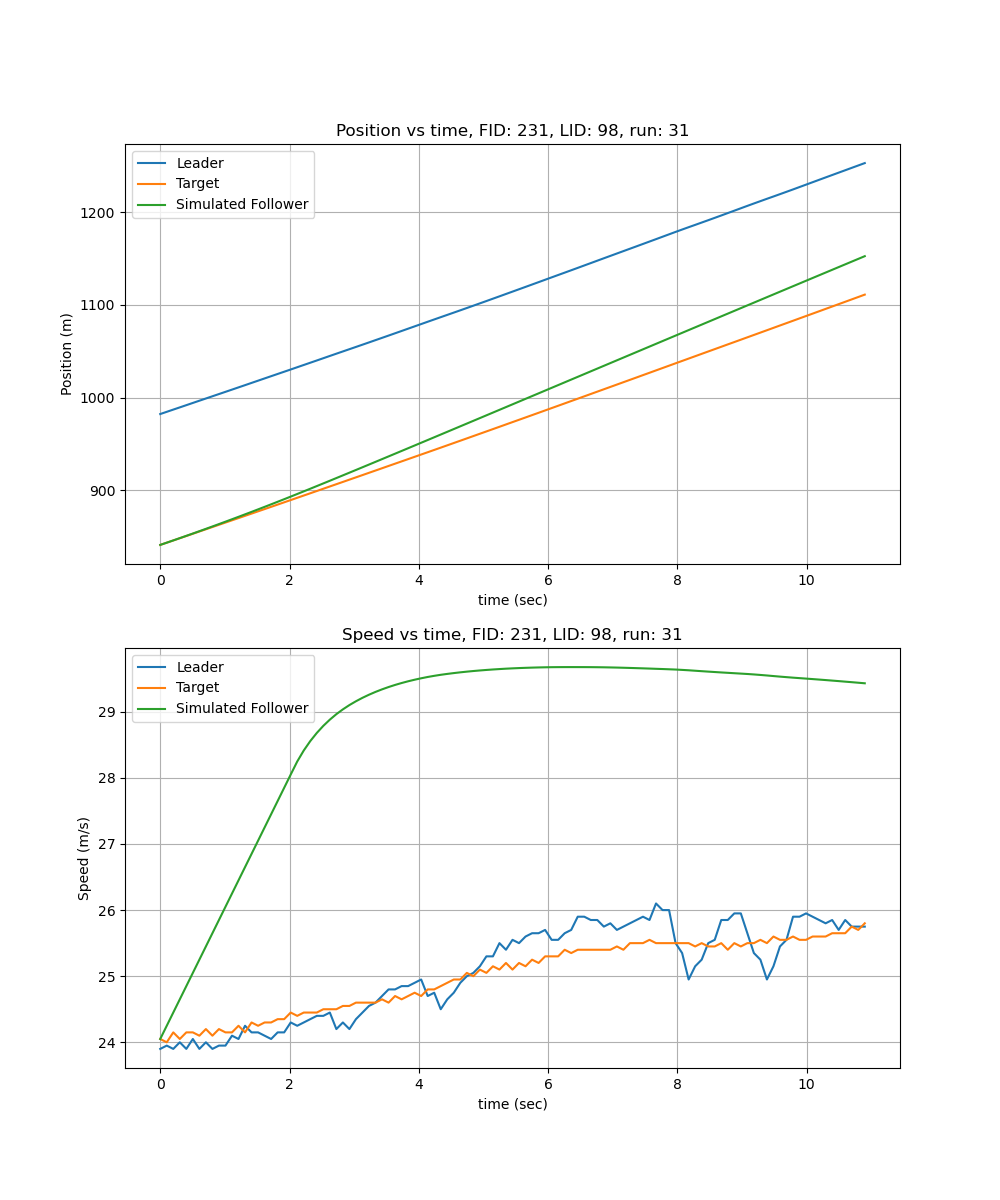 Position vs time, FID: 231, LID: 98, run: 31
Leader
Target
Simulated Follower
1200
1100
1000
900
Position (m)
0 2 4 6 8 10
time (sec)
Speed vs time, FID: 231, LID: 98, run: 31
Leader
Target
Simulated Follower
29
28
27
26
25
24
Speed (m/s)
0 2 4 6 8 10
time (sec)